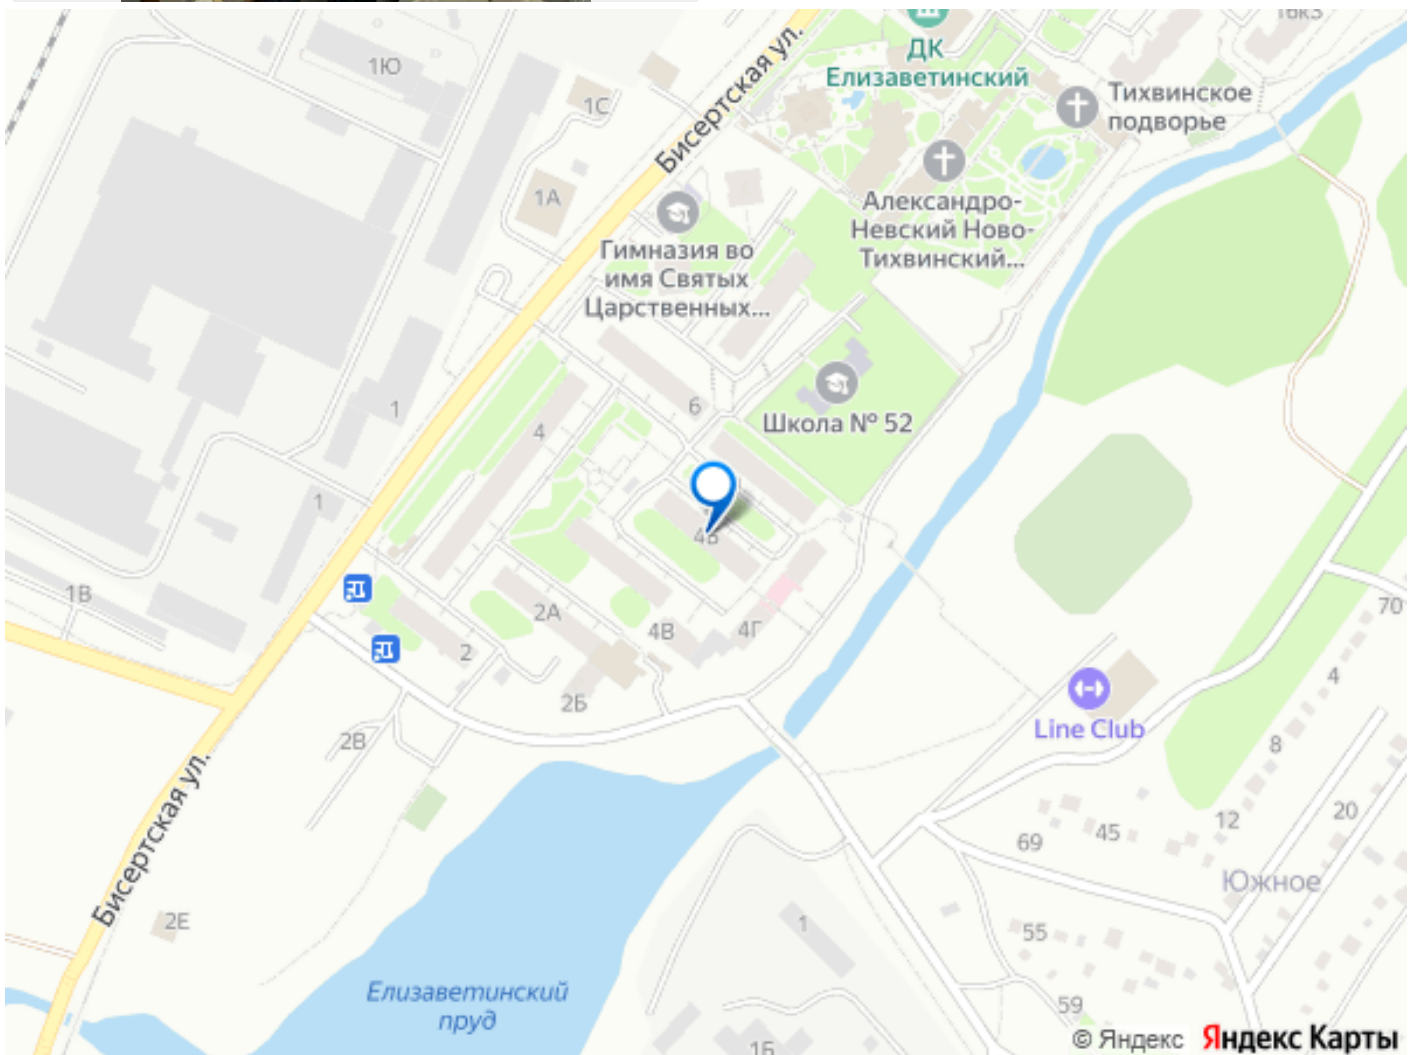 16к3
ДК
Елизаветинский
1Ю
Тихвинское
подворье
1С
Бисертская ул.
Александро-
Невский Ново-
Тихвинский...
1А
Гимназия во
имя Святых
Царственных...
Школа № 52
6
1
4
1
4Б
1В
2А
4В
4Г
2
2Б
2В
70
4
Line Club
8
Бисертская ул.
12
20
69
45
Южное
2Е
1
55
Елизаветинский
пруд
59
1Б
© Яндекс Яндекс Карты